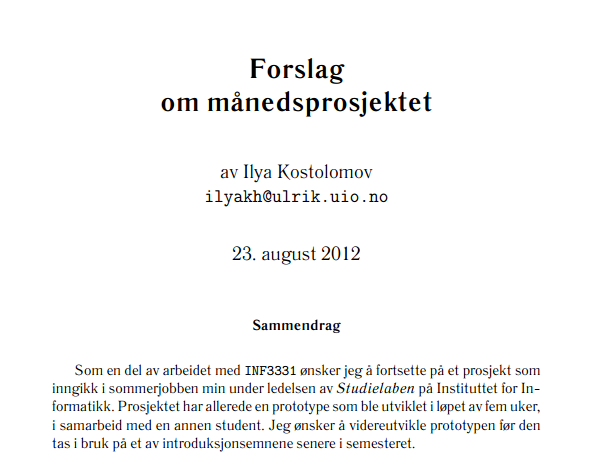 Forslag
om månedsprosjektet
av Ilya Kostolomov
ilyakh@ulrik.uio.no
23. august 2012
Sammendrag
Som en del av arbeidet med INF3331 ønsker jeg å fortsette på et prosjekt som
inngikk i sommerjobben min under ledelsen av Studielaben på Instituttet for In-
formatikk. Prosjektet har allerede en prototype som ble utviklet i løpet av fem uker,
i samarbeid med en annen student. Jeg ønsker å videreutvikle prototypen før den
tas i bruk på et av introduksjonsemnene senere i semesteret.